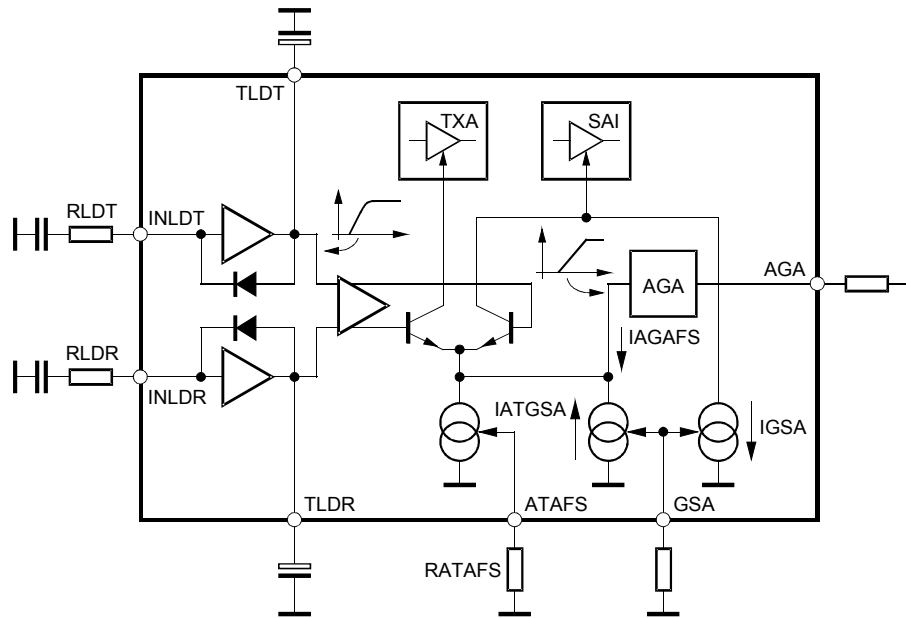 TLDT
TXA
SAI
RLDT
INLDT
AGA
AGA
RLDR
INLDR
IAGAFS
IATGSA
IGSA
TLDR
ATAFS
GSA
RATAFS